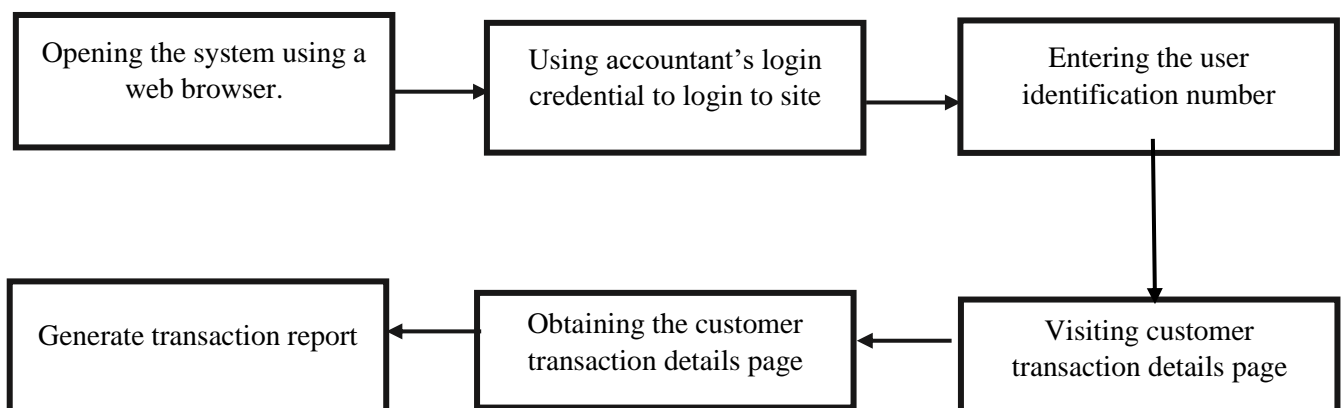 Opening the system using a
web browser.
Using accountant's login
credential to login to site
Entering the user
identification number
Visiting customer
transaction details page
Obtaining the customer
transaction details page
Generate transaction report